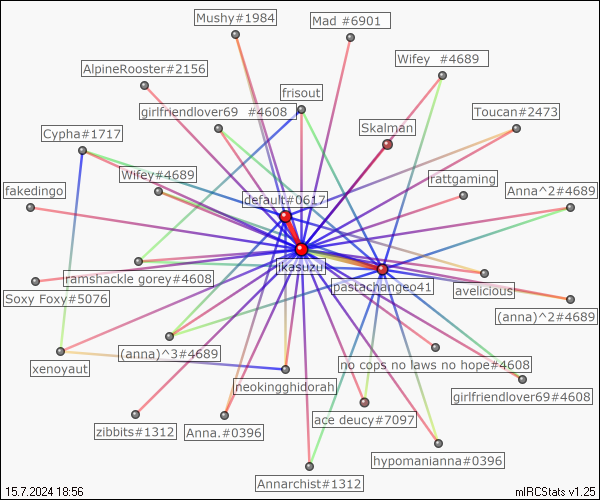 Mushy#1984
Mad #6901
Wifey #4689
AlpineRooster#2156
frisout
girlfriendlover69 #4608
Toucan#2473
Skalman
Cypha#1717
Wifey#4689
rattgaming
fakedingo
Anna^2#4689
default#0617
jkasuzu
ramshackle gorey#4608
pastachangeo41
avelicious
Soxy Foxy#5076
(anna)^2#4689
(anna)^3#4689
xenoyaut
no cops no laws no hope#4608
neokingghidorah
girlfriendlover69#4608
ace deucy#7097
zibbits#1312
Anna.#0396
hypomanianna#0396
Annarchist#1312
15.7.2024 18:56
mIRCStats v1.25